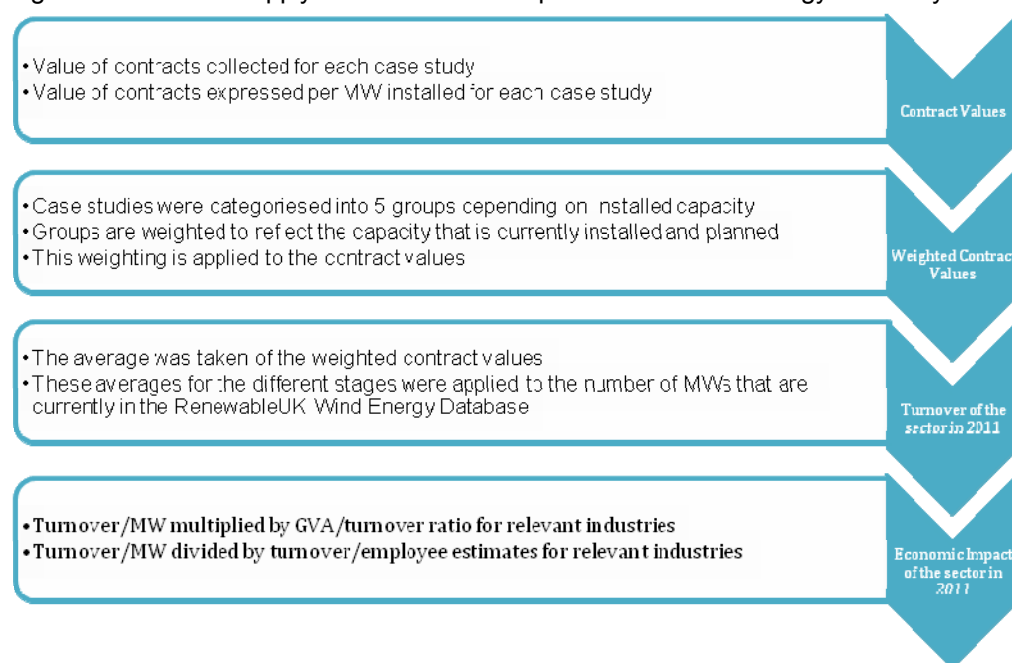 • Value of contracts collected for each case study
• Value of contracts expressed per MW installed for each case study
Contract Values
• Case studies were categoriesed into 5 groups depending on installed capacity
• Groups are weighted to reflect the capacity that is currently installed and planned
• This weighting is applied to the contract values
Weighted Contrac
Values
• The average was taken of the weighted contract values
• These averages for the different stages were applied to the number of MWs that are
currently in the RenewableUK Wind Energy Database
Turnover of the
sector in 2011
• Turnover/MW multiplied by GVA/turnover ratio for relevant industries
• Turnover/MW divided by turnover/employee estimates for relevant industries
Economic Impact
of the sector in
2011